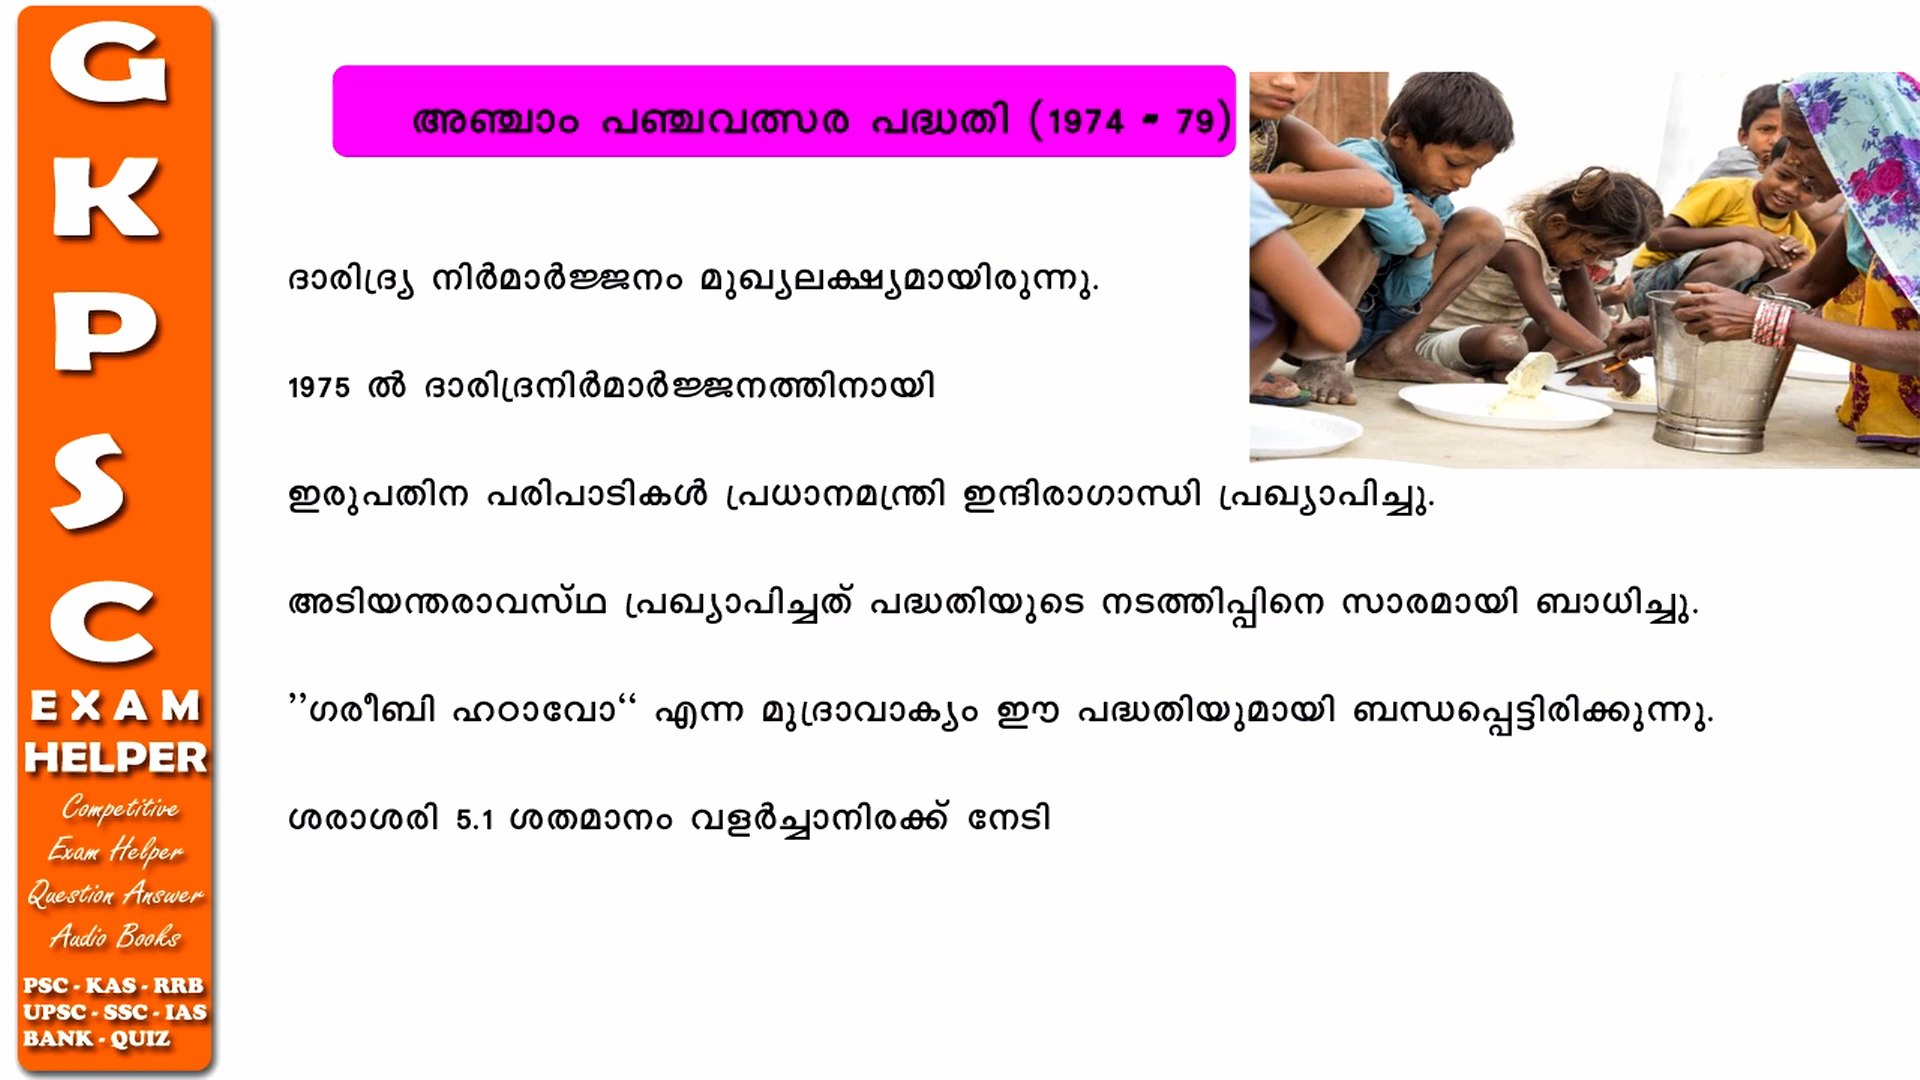 G
K
P
S
C
EXAM
HELPER
Competitive
Exam Helper
Question Answer
Audio Books
PSC - KAS - RRB
UPSC - SSC - IAS
BANK - QUIZ
അഞ്ചാം പഞ്ചവത്സര പദ്ധതി (1974 - 79)
ദാരിദ്ര്യ നിർമാർജ്ജനം മുഖ്യലക്ഷ്യമായിരുന്നു.
1975 ൽ ദാരിദ്രനിർമാർജ്ജനത്തിനായി
ഇരുപതിന പരിപാടികൾ പ്രധാനമന്ത്രി ഇന്ദിരാഗാന്ധി പ്രഖ്യാപിച്ചു.
അടിയന്തരാവസ്ഥ പ്രഖ്യാപിച്ചത് പദ്ധതിയുടെ നടത്തിപ്പിനെ സാരമായി ബാധിച്ചു.
”ഗരീബി ഹഠാവോ“ എന്ന മുദ്രാവാക്യം ഈ പദ്ധതിയുമായി ബന്ധപ്പെട്ടിരിക്കുന്നു.
ശരാശരി 5.1 ശതമാനം വളർച്ചാനിരക്ക് നേടി